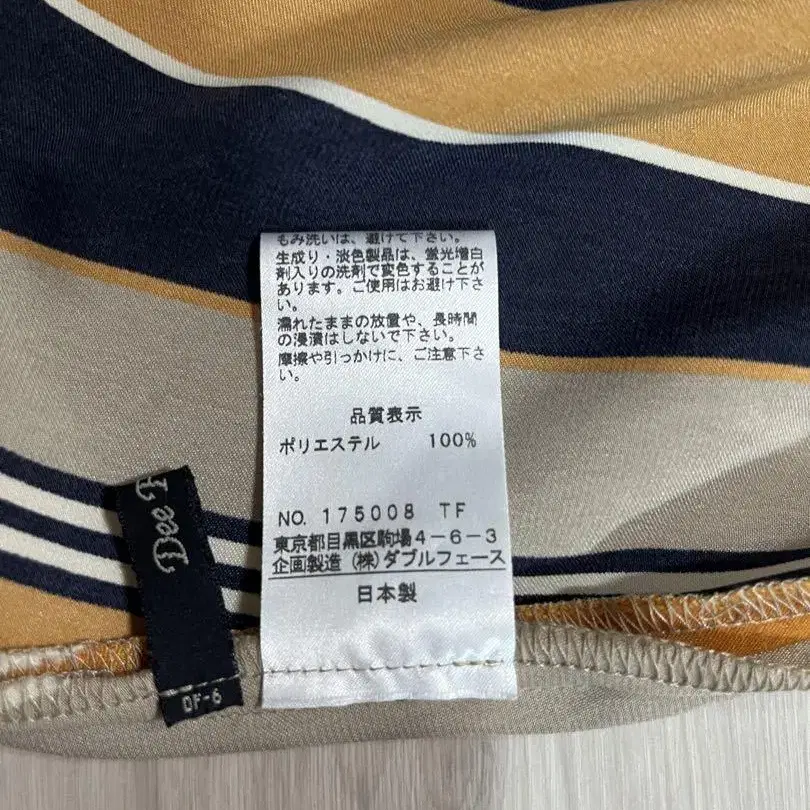 もみ洗いは、避けて下さい。
生成り・淡色製品は、蛍光増白
剤入りの洗剤で変色することが
あります。ご使用はお避け下さ
い。
濡れたままの放置や、長時間
の浸漬はしないで下さい。
摩擦や引っかけに、ご注意下さ
い。
品質表示
ポリエステル 100%
NO. 175008 TF
東京都目黒区駒場4-6-3
企画製造 (株)ダブルフェース
日本製
Dee
DF-6